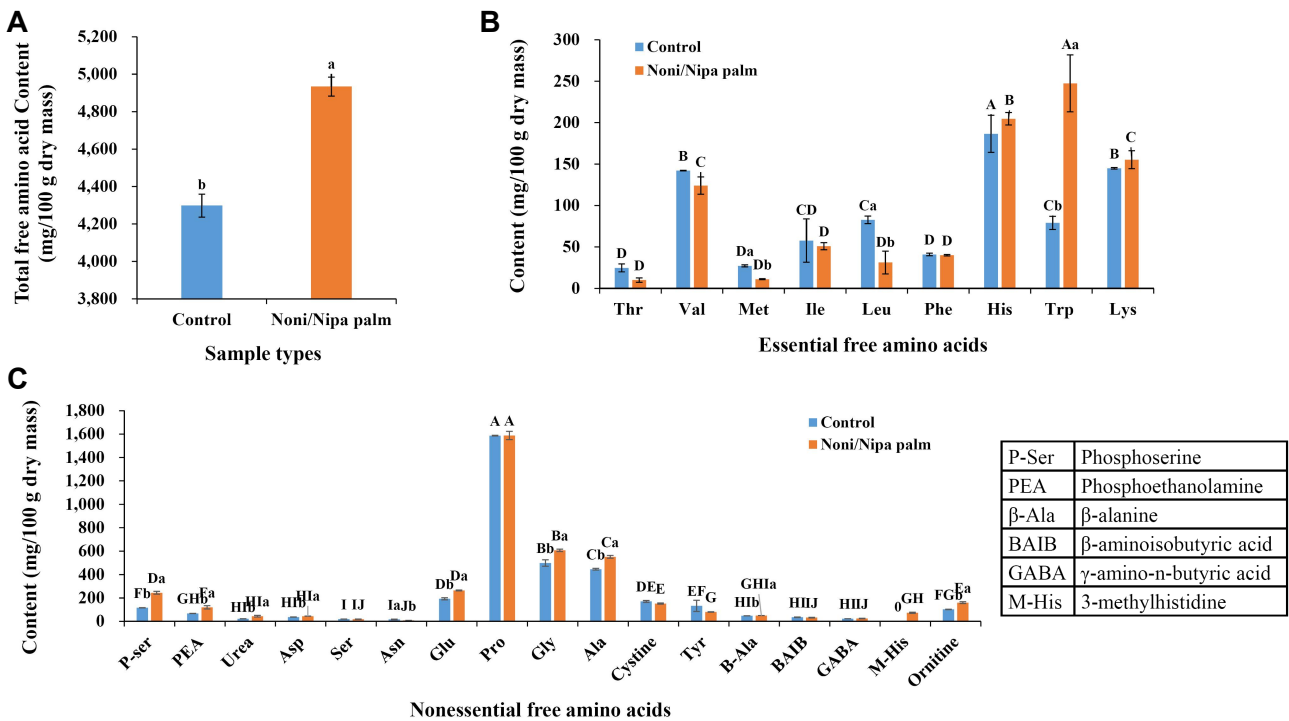 A
Total free amino acid Content
(mg/100 g dry mass)
5,200
5,000
4,800
4,600
4,400
4,200
4,000
3,800
b
a
Control
Noni/Nipa palm
Sample types
B
Content (mg/100 g dry mass)
300
250
200
150
100
50
0
Control
Noni/Nipa palm
D D B C Da Db CD D Ca Db D D A B Cb Aa B C
Thr Val Met Ile Leu Phe His Trp Lys
Essential free amino acids
C
Content (mg/100 g dry mass)
1,800
1,600
1,400
1,200
1,000
800
600
400
200
0
Control
Noni/Nipa palm
Fb Da GHb Fa HIb HIa HIb HIa I IJ Ia Jb Db Da A A Bb Ba Cb Ca DE E EF G HIb GHIa HI IJ HI IJ 0 GH FGb Ea
P-ser PEA Urea Asp Ser Asn Glu Pro Gly Ala Cystine Tyr B-Ala BAIB GABA M-His Ornitine
Nonessential free amino acids
P-Ser Phosphoserine
PEA Phosphoethanolamine
β-Ala β-alanine
BAIB β-aminoisobutyric acid
GABA γ-amino-n-butyric acid
M-His 3-methylhistidine